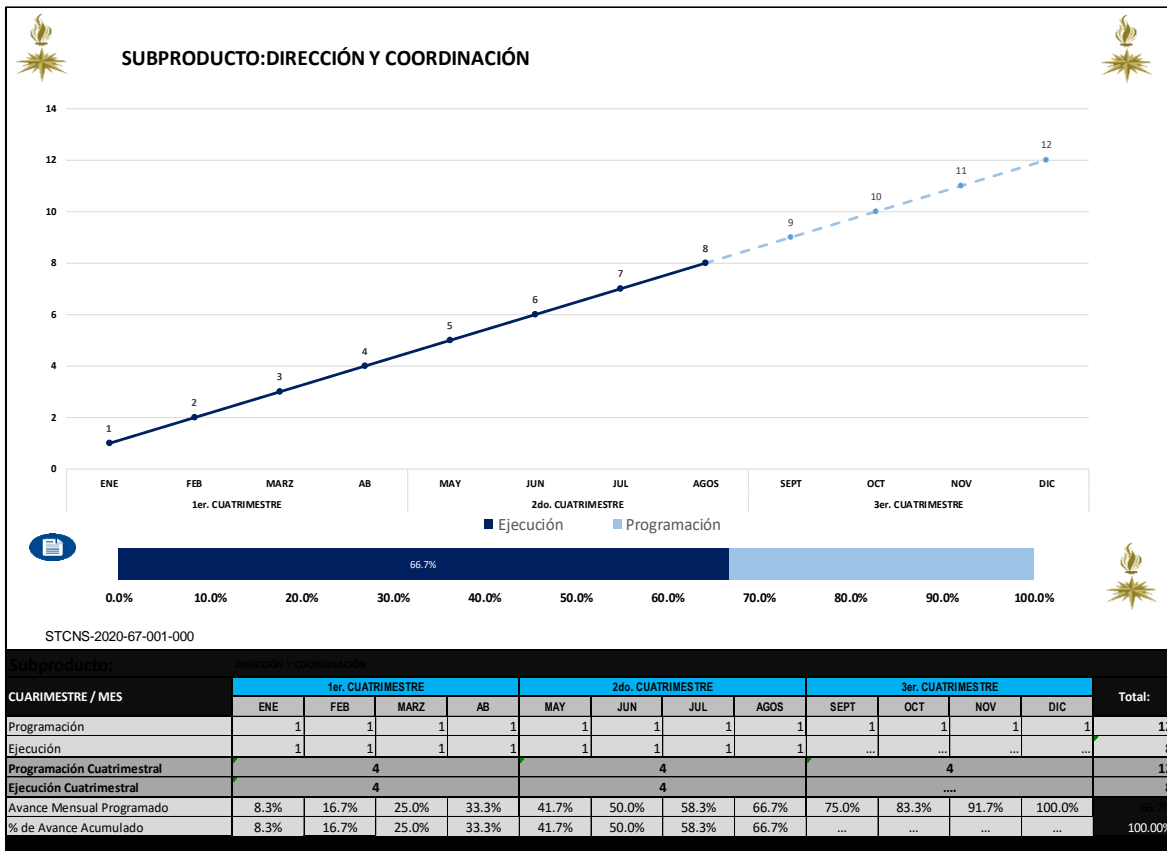 SUBPRODUCTO:DIRECCIÓN Y COORDINACIÓN
14
12
10
8
6
4
2
0
1 2 3 4 5 6 7 8 9 10 11 12
ENE FEB MARZ AB MAY JUN JUL AGOS SEPT OCT NOV DIC
1er. CUATRIMESTRE 2do. CUATRIMESTRE 3er. CUATRIMESTRE
Ejecución Programación
66.7%
0.0% 10.0% 20.0% 30.0% 40.0% 50.0% 60.0% 70.0% 80.0% 90.0% 100.0%
STCNS-2020-67-001-000
Subproducto: DIRECCIÓN Y COORDINACIÓN
CUARIMESTRE / MES 1er. CUATRIMESTRE 2do. CUATRIMESTRE 3er. CUATRIMESTRE Total:
ENE FEB MARZ AB MAY JUN JUL AGOS SEPT OCT NOV DIC
Programación 1 1 1 1 1 1 1 1 1 1 1 1
Ejecución 1 1 1 1 1 1 1 1 ... ... ... ...
Programación Cuatrimestral 4 4 4
Ejecución Cuatrimestral 4 4 ....
Avance Mensual Programado 8.3% 16.7% 25.0% 33.3% 41.7% 50.0% 58.3% 66.7% 75.0% 83.3% 91.7% 100.0%
% de Avance Acumulado 8.3% 16.7% 25.0% 33.3% 41.7% 50.0% 58.3% 66.7% ... ... ... ... 100.00%